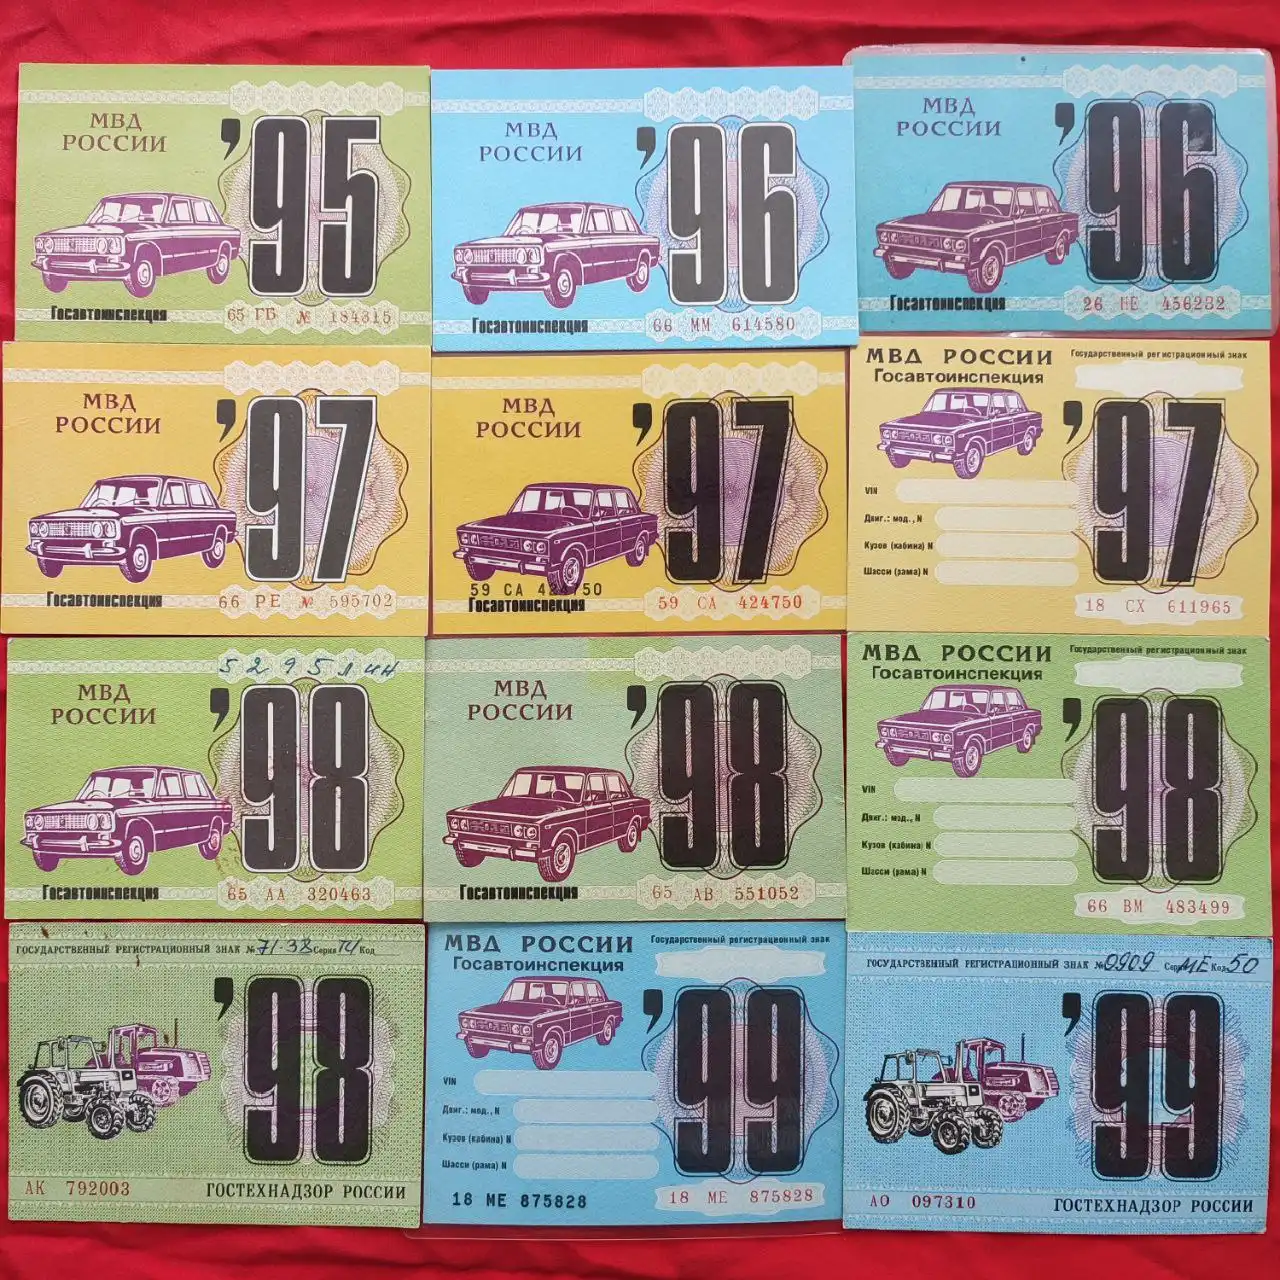 МВД
РОССИИ
'95
Госавтоинспекция
65 ГБ № 184315
МВД
РОССИИ
'96
Госавтоинспекция
66 ММ 614580
МВД
РОССИИ
'96
Госавтоинспекция
26 НЕ 456232
МВД
РОССИИ
'97
Госавтоинспекция
66 РЕ № 595702
МВД
РОССИИ
'97
59 СА 424750
Госавтоинспекция
59 СА 424750
МВД РОССИИ
Госавтоинспекция
Государственный регистрационный знак
'97
VIN
Двиг.: мод., N
Кузов (кабина) N
Шасси (рама) N
18 СХ 611965
5295ЛИН
МВД
РОССИИ
'98
Госавтоинспекция
65 АА 320463
МВД
РОССИИ
'98
Госавтоинспекция
65 АВ 551052
МВД РОССИИ
Госавтоинспекция
Государственный регистрационный знак
'98
VIN
Двиг.: мод., N
Кузов (кабина) N
Шасси (рама) N
66 ВМ 483499
ГОСУДАРСТВЕННЫЙ РЕГИСТРАЦИОННЫЙ ЗНАК № 71-38 Серия Код
'98
АК 792003
ГОСТЕХНАДЗОР РОССИИ
МВД РОССИИ
Госавтоинспекция
Государственный регистрационный знак
'99
VIN
Двиг.: мод., N
Кузов (кабина) N
Шасси (рама) N
18 МЕ 875828
18 МЕ 875828
ГОСУДАРСТВЕННЫЙ РЕГИСТРАЦИОННЫЙ ЗНАК № 0909 МЕ Код 50
'99
АО 097310
ГОСТЕХНАДЗОР РОССИИ